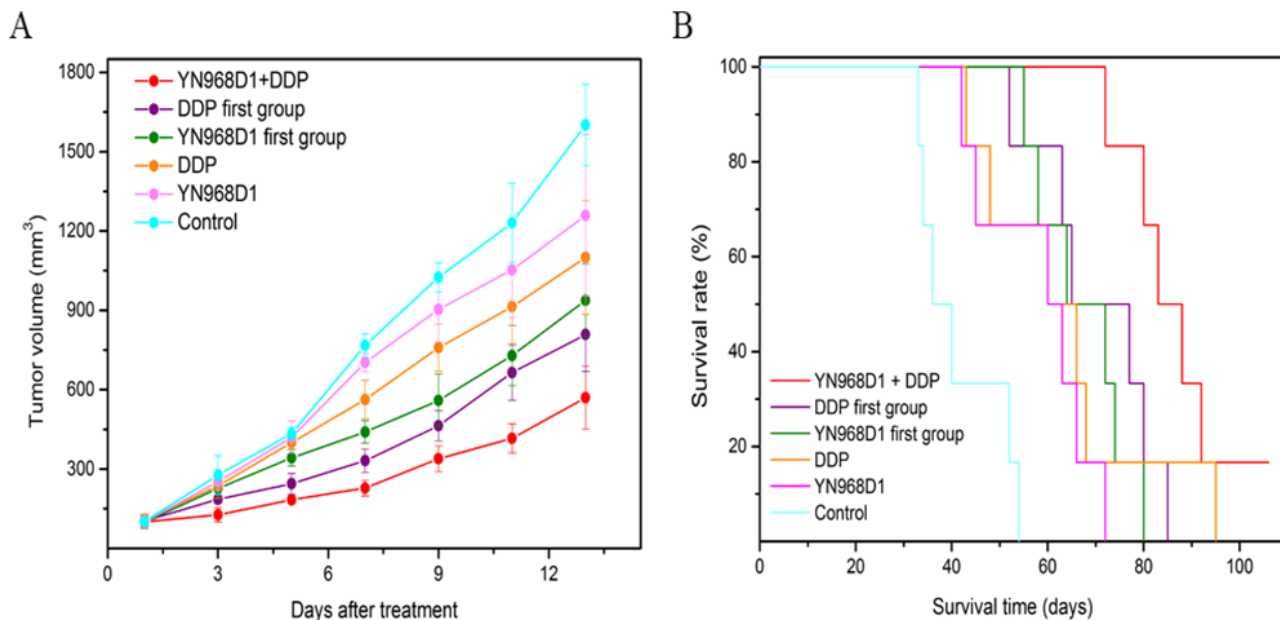 A
Tumor volume (mm³)
1800
1500
1200
900
600
300
YN968D1+DDP
DDP first group
YN968D1 first group
DDP
YN968D1
Control
0
3
6
9
12
Days after treatment
B
Survival rate (%)
100
80
60
40
20
YN968D1 + DDP
DDP first group
YN968D1 first group
DDP
YN968D1
Control
0
20
40
60
80
100
Survival time (days)